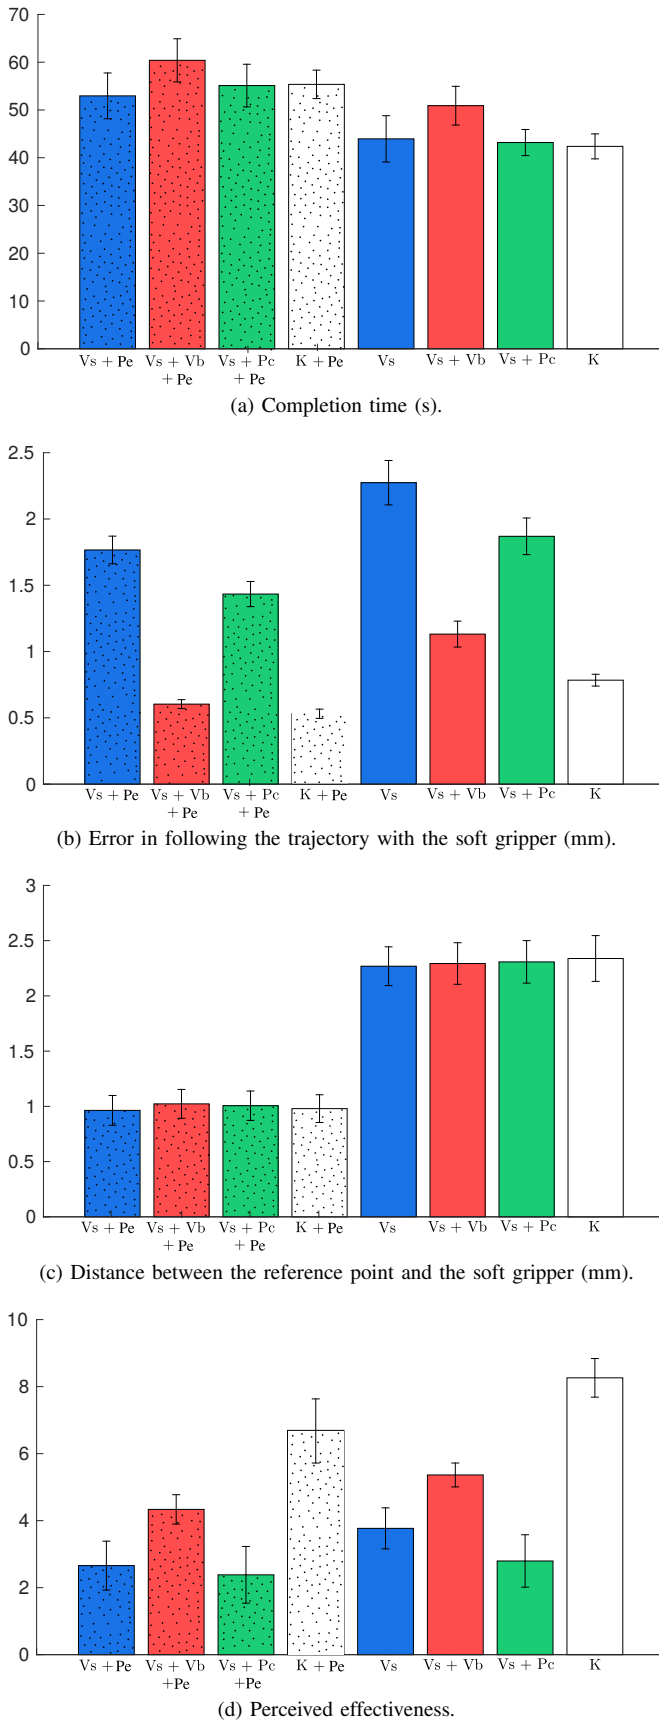 70
60
50
40
30
20
10
0
Vs + Pe Vs + Vb Vs + Pc K + Pe Vs Vs + Vb Vs + Pc K
+ Pe + Pe
(a) Completion time (s).
2.5
2
1.5
1
0.5
0
Vs + Pe Vs + Vb Vs + Pc K + Pe Vs Vs + Vb Vs + Pc K
+ Pe + Pe
(b) Error in following the trajectory with the soft gripper (mm).
3
2.5
2
1.5
1
0.5
0
Vs + Pe Vs + Vb Vs + Pc K + Pe Vs Vs + Vb Vs + Pc K
+ Pe + Pe
(c) Distance between the reference point and the soft gripper (mm).
10
8
6
4
2
0
Vs + Pe Vs + Vb Vs + Pc K + Pe Vs Vs + Vb Vs + Pc K
+Pe +Pe
(d) Perceived effectiveness.